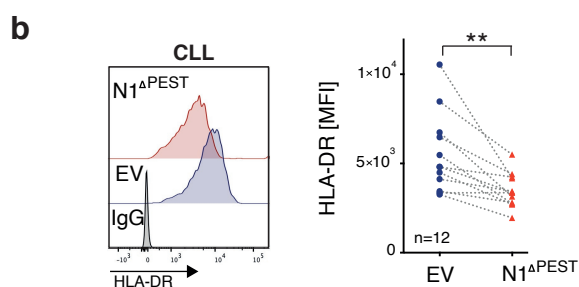 b
CLL
N1ΔPEST
EV
IgG
-10³ 0 10³ 10⁴ 10⁵
HLA-DR
**
HLA-DR [MFI]
1×10⁴
5×10³
0
n=12
EV N1ΔPEST